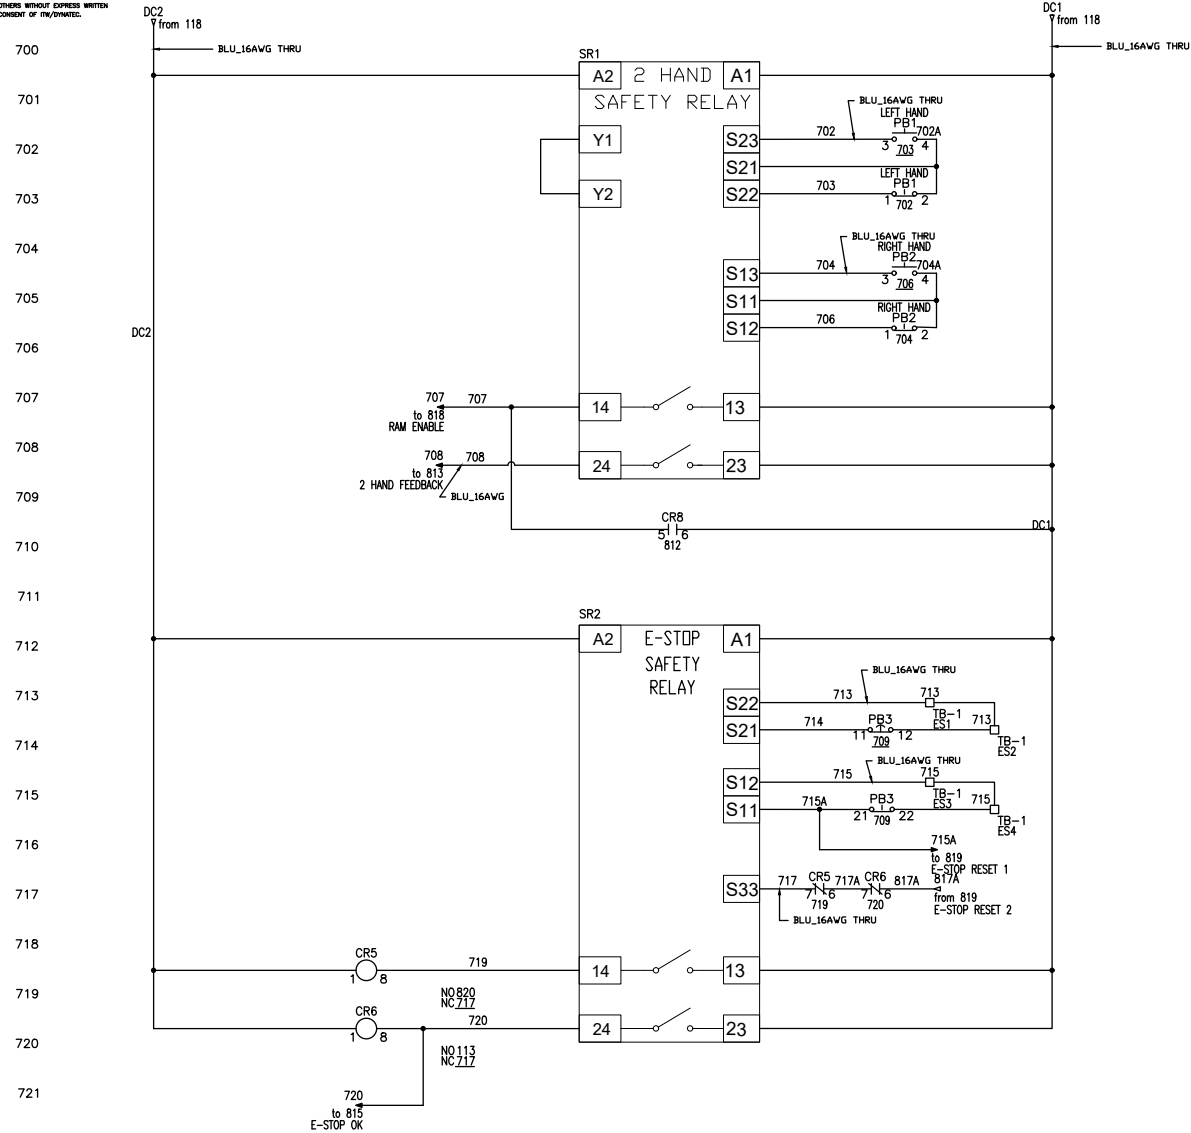 OTHERS WITHOUT EXPRESS WRITTEN
CONSENT OF ITW/DYNATEC.
DC2
from 118
DC1
from 118
700
BLU_16AWG THRU
BLU_16AWG THRU
SR1
A2
2 HAND
A1
SAFETY RELAY
701
BLU_16AWG THRU
LEFT HAND
PB1
702
702A
Y1
S23
3
703
4
702
S21
LEFT HAND
PB1
703
Y2
S22
1
702
2
703
704
BLU_16AWG THRU
RIGHT HAND
PB2
704
704A
S13
3
706
4
705
S11
RIGHT HAND
PB2
706
S12
1
704
2
DC2
706
707
707
707
14
13
to 818
RAM ENABLE
708
708
708
24
23
to 813
2 HAND FEEDBACK
709
BLU_16AWG
CR8
5
6
812
DC1
710
711
SR2
A2
E-STOP
A1
SAFETY
RELAY
712
BLU_16AWG THRU
713
713
713
S22
TB-1
ES1
714
PB3
713
S21
11
709
12
TB-1
ES2
714
BLU_16AWG THRU
715
715
S12
TB-1
ES3
715
715A
PB3
715
S11
21
709
22
TB-1
ES4
716
715A
to 819
E-STOP RESET 1
717
S33
717
CR5
717A
CR6
817A
817A
7
6
7
6
719
720
from 819
E-STOP RESET 2
BLU_16AWG THRU
718
CR5
1
8
719
14
13
719
NO820
NC717
CR6
1
8
720
24
23
720
NO113
NC717
721
720
to 815
E-STOP OK